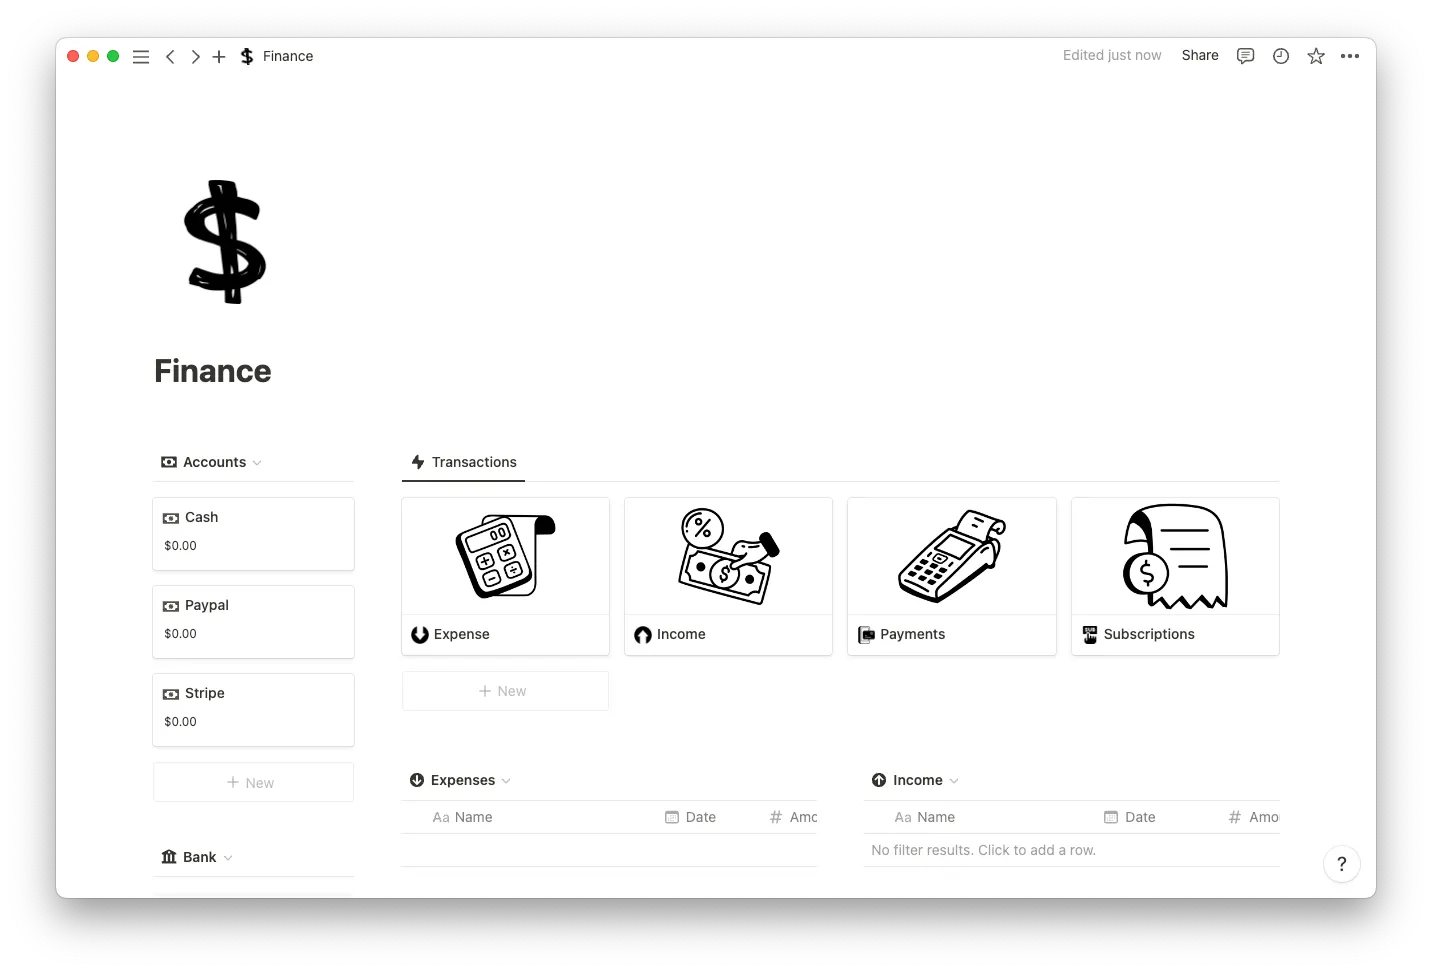 Finance
Edited just now
Share
Finance
Accounts
Cash
$0.00
Paypal
$0.00
Stripe
$0.00
+ New
Bank
Transactions
Expense
Income
Payments
Subscriptions
+ New
Expenses
Aa Name
Date
# Amo
Income
Aa Name
Date
# Amo
No filter results. Click to add a row.
?